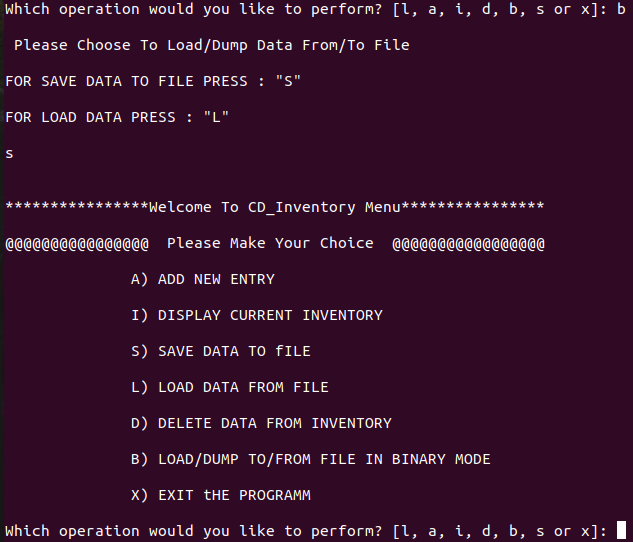 Which operation would you like to perform? [l, a, i, d, b, s or x]: b
Please Choose To Load/Dump Data From/To File
FOR SAVE DATA TO FILE PRESS : "S"
FOR LOAD DATA PRESS : "L"
s
****************Welcome To CD_Inventory Menu****************
@@@@@@@@@@@@@@@@  Please Make Your Choice  @@@@@@@@@@@@@@@@@
A) ADD NEW ENTRY
I) DISPLAY CURRENT INVENTORY
S) SAVE DATA TO fILE
L) LOAD DATA FROM FILE
D) DELETE DATA FROM INVENTORY
B) LOAD/DUMP TO/FROM FILE IN BINARY MODE
X) EXIT tHE PROGRAMM
Which operation would you like to perform? [l, a, i, d, b, s or x]: